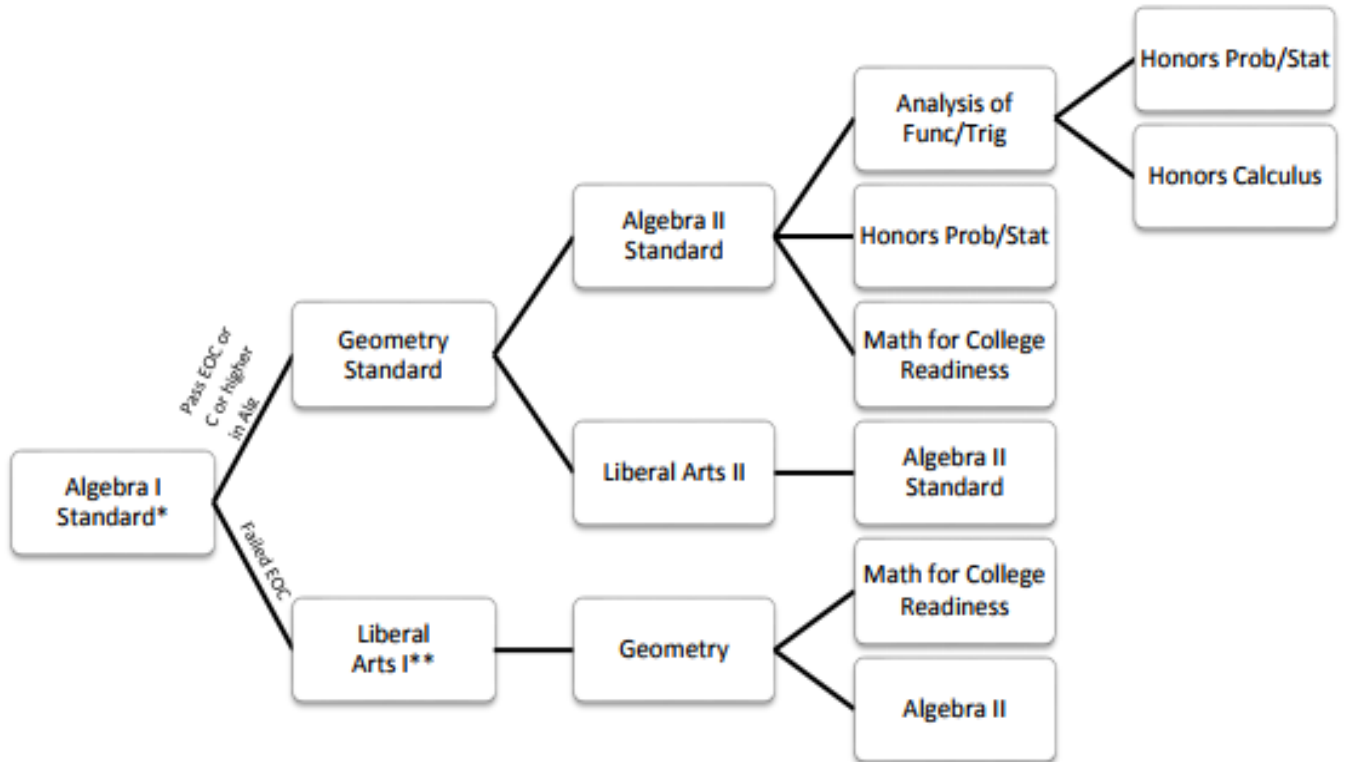 Honors Prob/Stat
Analysis of
Func/Trig
Honors Calculus
Algebra II
Standard
Honors Prob/Stat
Geometry
Standard
Math for College
Readiness
Pass EOC or
C or higher
in Alg
Algebra I
Standard*
Liberal Arts II
Algebra II
Standard
Failed EOC
Liberal
Arts I**
Geometry
Math for College
Readiness
Algebra II